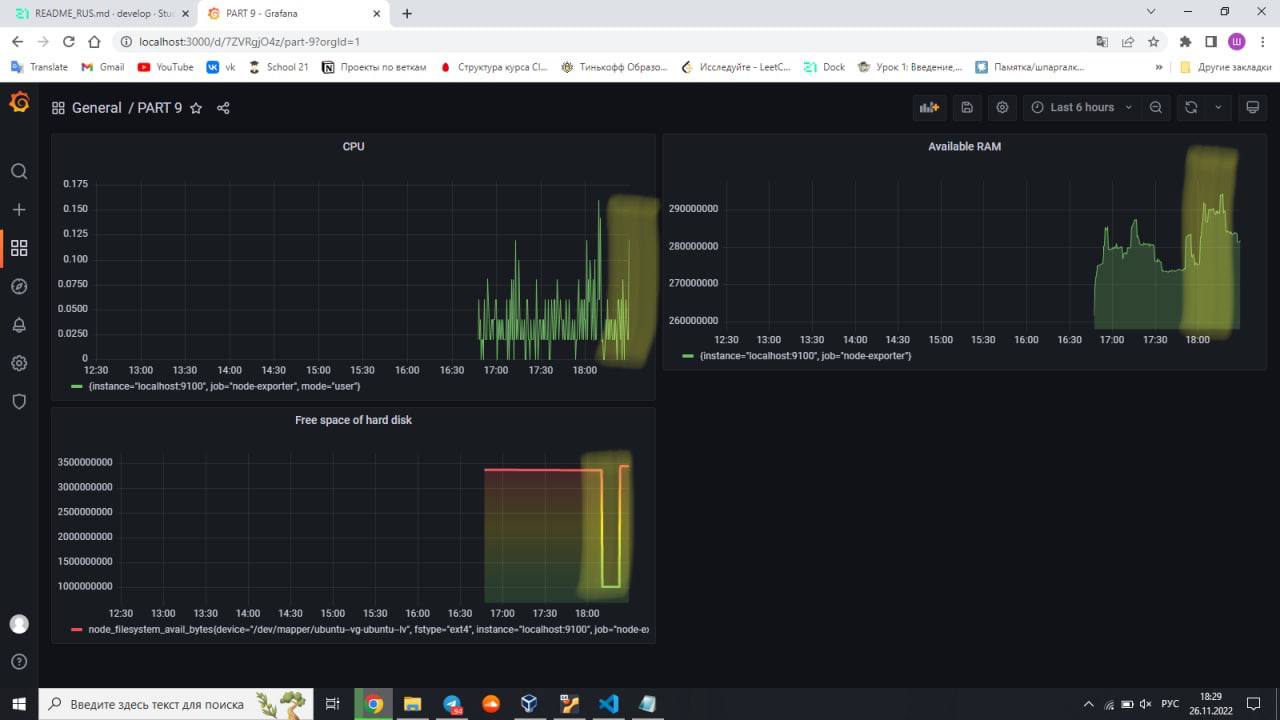 README_RUS.md · develop · Stuc
PART 9 - Grafana
localhost:3000/d/7ZVRgjO4z/part-9?orgId=1
Translate Gmail YouTube vk School 21 Проекты по веткам Структура курса Cl... Тинькофф Образо... Исследуйте - LeetC... Dock Урок 1: Введение,... Памятка/шпаргалк... » Другие закладки
General / PART 9
Last 6 hours
CPU
0.175
0.150
0.125
0.100
0.0750
0.0500
0.0250
0
12:30 13:00 13:30 14:00 14:30 15:00 15:30 16:00 16:30 17:00 17:30 18:00
{instance="localhost:9100", job="node-exporter", mode="user"}
Available RAM
290000000
280000000
270000000
260000000
12:30 13:00 13:30 14:00 14:30 15:00 15:30 16:00 16:30 17:00 17:30 18:00
{instance="localhost:9100", job="node-exporter"}
Free space of hard disk
3500000000
3000000000
2500000000
2000000000
1500000000
1000000000
12:30 13:00 13:30 14:00 14:30 15:00 15:30 16:00 16:30 17:00 17:30 18:00
node_filesystem_avail_bytes{device="/dev/mapper/ubuntu--vg-ubuntu--lv", fstype="ext4", instance="localhost:9100", job="node-ex
Введите здесь текст для поиска
РУС
18:29
26.11.2022